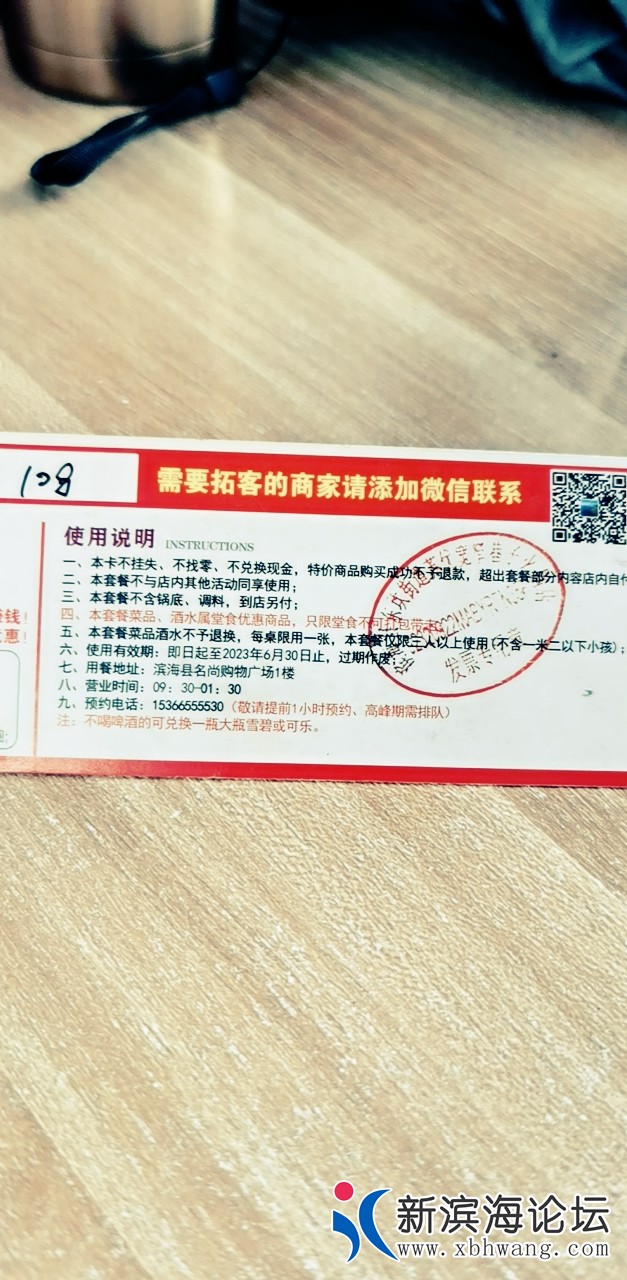 108
需要拓客的商家请添加微信联系
使用说明 INSTRUCTIONS
一、本卡不挂失、不找零、不兑换现金，特价商品购买成功不予退款，超出套餐部分内容店内自付
二、本套餐不与店内其他活动同享使用；
三、本套餐不含锅底、调料，到店另付；
四、本套餐菜品、酒水属堂食优惠商品，只限堂食不可打包带走
五、本套餐菜品酒水不予退换，每桌限用一张，本套餐仅限三人以上使用(不含一米二以下小孩)；
六、使用有效期：即日起至2023年6月30日止，过期作废；
七、用餐地址：滨海县名尚购物广场1楼
八、营业时间：09：30-01：30
九、预约电话：15366555530（敬请提前1小时预约、高峰期需排队）
注：不喝啤酒的可兑换一瓶大瓶雪碧或可乐。
钱！
惠！
发票专用章
新滨海论坛
www.xbhwang.com